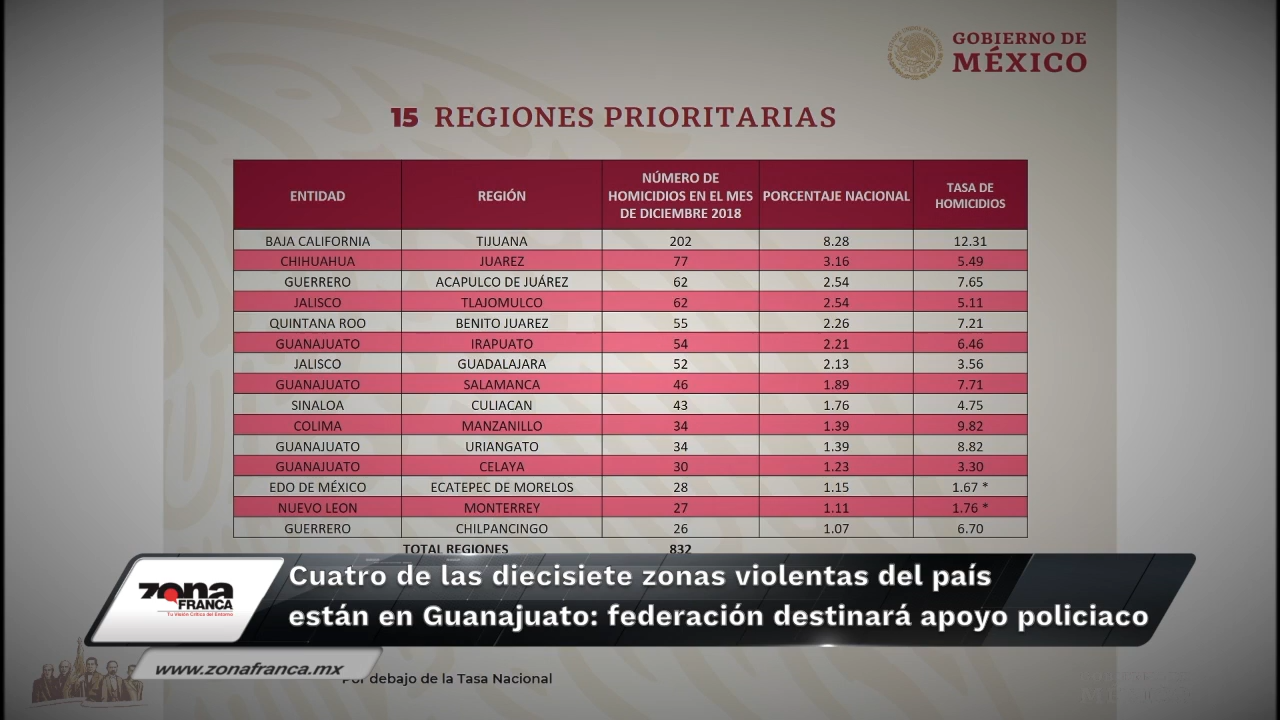 GOBIERNO DE
MÉXICO
15 REGIONES PRIORITARIAS
ENTIDAD REGIÓN NÚMERO DE HOMICIDIOS EN EL MES DE DICIEMBRE 2018 PORCENTAJE NACIONAL TASA DE HOMICIDIOS
BAJA CALIFORNIA TIJUANA 202 8.28 12.31
CHIHUAHUA JUAREZ 77 3.16 5.49
GUERRERO ACAPULCO DE JUÁREZ 62 2.54 7.65
JALISCO TLAJOMULCO 62 2.54 5.11
QUINTANA ROO BENITO JUAREZ 55 2.26 7.21
GUANAJUATO IRAPUATO 54 2.21 6.46
JALISCO GUADALAJARA 52 2.13 3.56
GUANAJUATO SALAMANCA 46 1.89 7.71
SINALOA CULIACAN 43 1.76 4.75
COLIMA MANZANILLO 34 1.39 9.82
GUANAJUATO URIANGATO 34 1.39 8.82
GUANAJUATO CELAYA 30 1.23 3.30
EDO DE MÉXICO ECATEPEC DE MORELOS 28 1.15 1.67 *
NUEVO LEON MONTERREY 27 1.11 1.76 *
GUERRERO CHILPANCINGO 26 1.07 6.70
TOTAL REGIONES 832
zona
FRANCA
Tu Visión Crítica del Entorno
Cuatro de las diecisiete zonas violentas del país
están en Guanajuato: federación destinará apoyo policiaco
www.zonafranca.mx
Por debajo de la Tasa Nacional